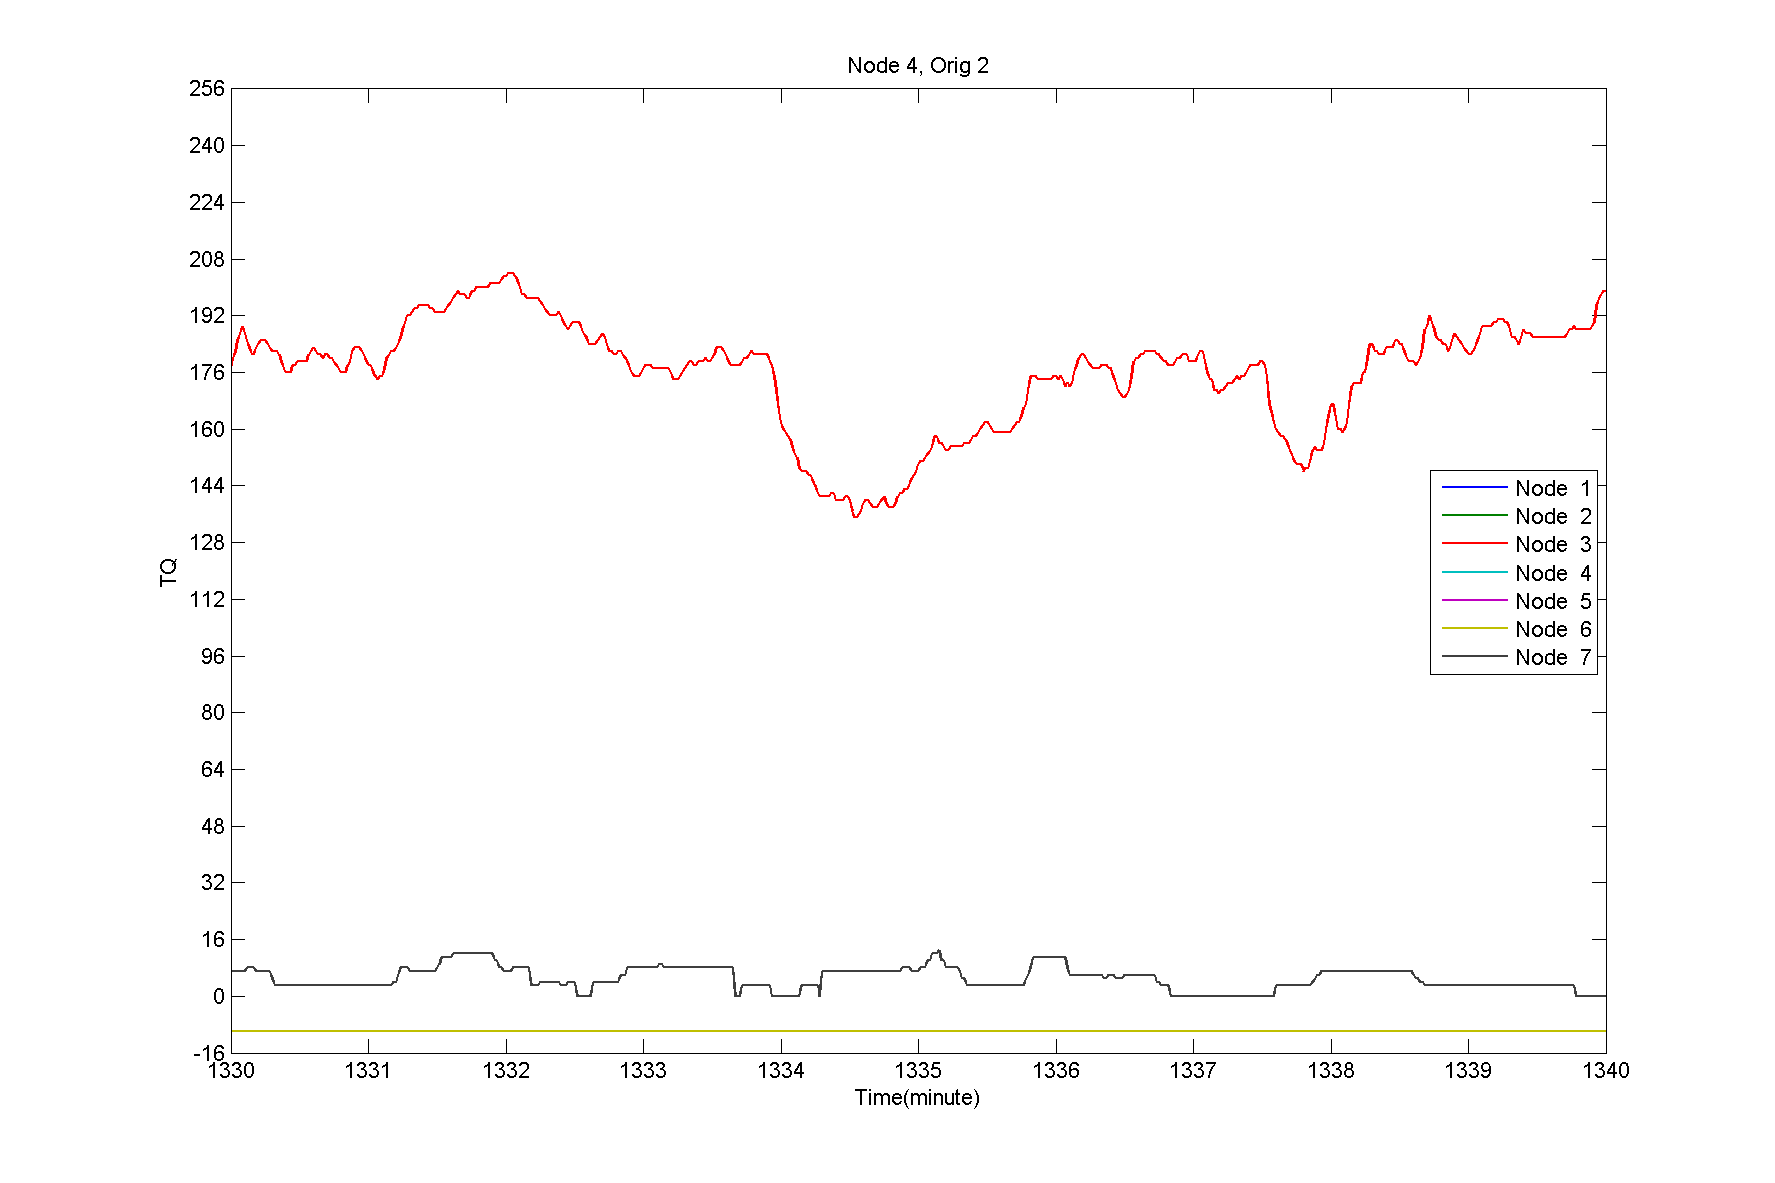 Node 4, Orig 2
256
240
224
208
192
176
160
144
128
112
96
80
64
48
32
16
0
-16
TQ
Node 1
Node 2
Node 3
Node 4
Node 5
Node 6
Node 7
1330 1331 1332 1333 1334 1335 1336 1337 1338 1339 1340
Time(minute)